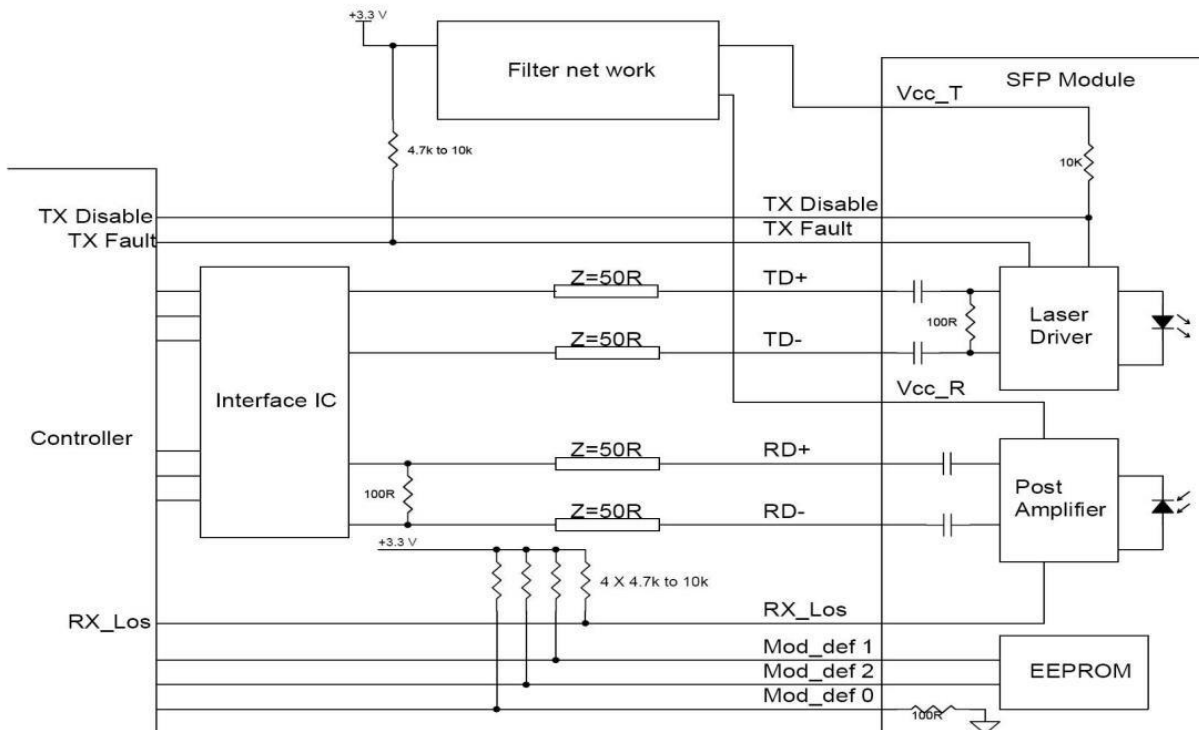 +3.3 V
Filter net work
SFP Module
Vcc_T
4.7k to 10k
10K
TX Disable
TX Disable
TX Fault
TX Fault
Z=50R
TD+
100R
Laser
Driver
Z=50R
TD-
Interface IC
Vcc_R
Controller
Z=50R
RD+
100R
Post
Amplifier
Z=50R
RD-
+3.3 V
4 X 4.7k to 10k
RX_Los
RX_Los
Mod_def 1
EEPROM
Mod_def 2
Mod_def 0
100R